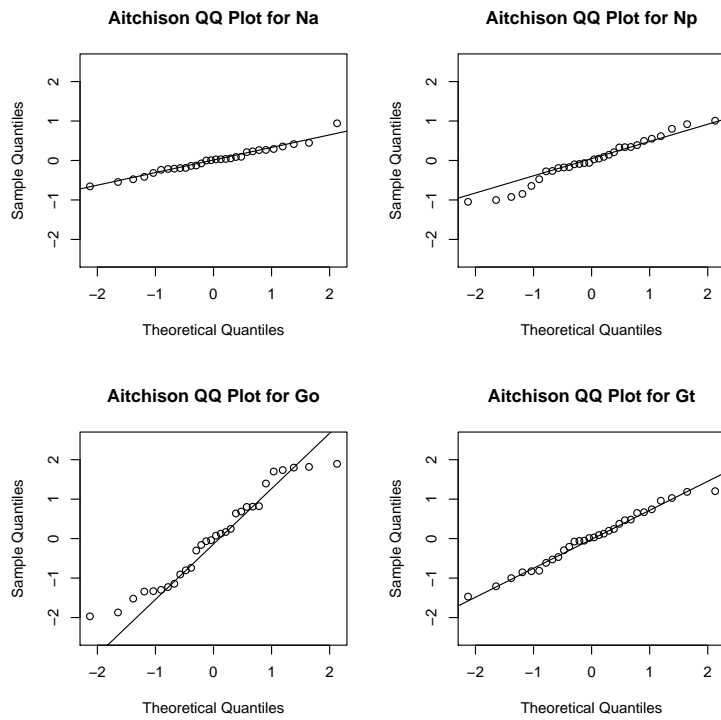 Aitchison QQ Plot for Na
Sample Quantiles
2
1
0
−1
−2
−2 −1 0 1 2
Theoretical Quantiles
Aitchison QQ Plot for Np
Sample Quantiles
2
1
0
−1
−2
−2 −1 0 1 2
Theoretical Quantiles
Aitchison QQ Plot for Go
Sample Quantiles
2
1
0
−1
−2
−2 −1 0 1 2
Theoretical Quantiles
Aitchison QQ Plot for Gt
Sample Quantiles
2
1
0
−1
−2
−2 −1 0 1 2
Theoretical Quantiles